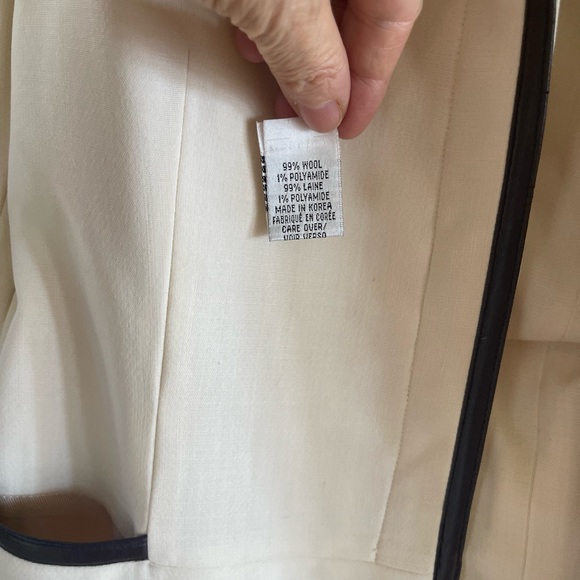 99% WOOL
1% POLYAMIDE
99% LAINE
1% POLYAMIDE
MADE IN KOREA
FABRIQUÉ EN CORÉE
CARE OVER/
VOIR VERSO